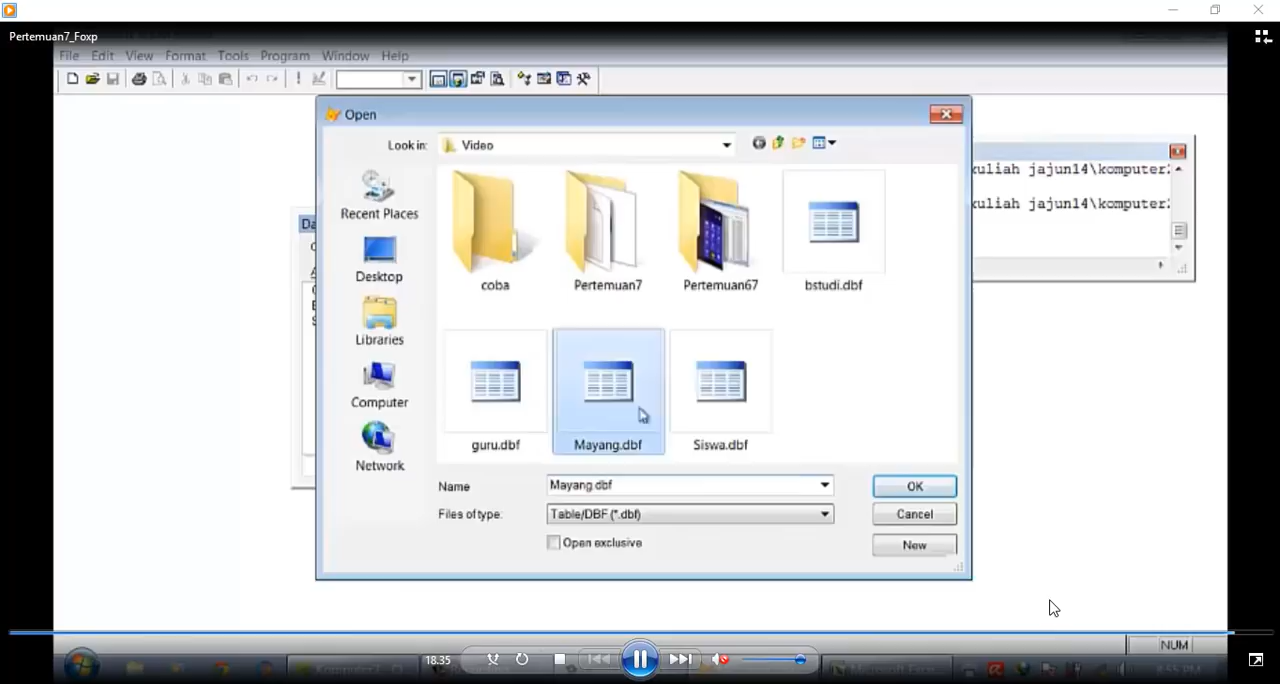 Pertemuan7_Foxp
File Edit View Format Tools Program Window Help
Open
Look in: Video
kuliah jajun14\komputer2
kuliah jajun14\komputer2
Recent Places
Desktop
Libraries
Computer
Network
coba
Pertemuan7
Pertemuan67
bstudi.dbf
guru.dbf
Mayang.dbf
Siswa.dbf
Name Mayang.dbf OK
Files of type: Table/DBF (*.dbf) Cancel
Open exclusive New
NUM
18.35